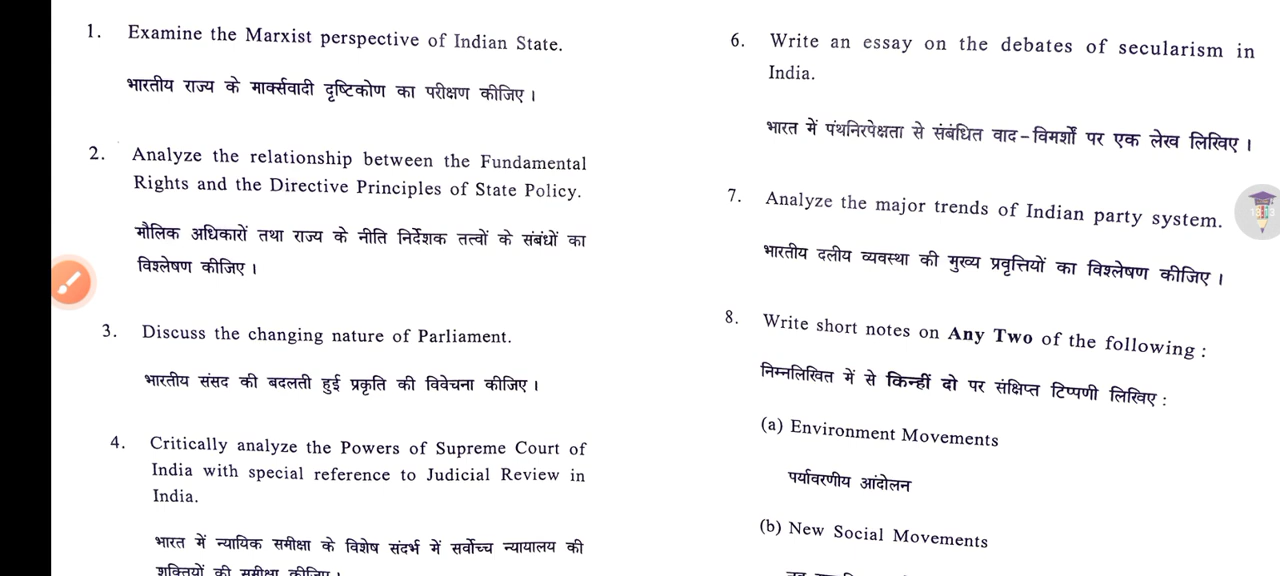 1. Examine the Marxist perspective of Indian State.
भारतीय राज्य के मार्क्सवादी दृष्टिकोण का परीक्षण कीजिए।
2. Analyze the relationship between the Fundamental
Rights and the Directive Principles of State Policy.
मौलिक अधिकारों तथा राज्य के नीति निर्देशक तत्वों के संबंधों का
विश्लेषण कीजिए।
3. Discuss the changing nature of Parliament.
भारतीय संसद की बदलती हुई प्रकृति की विवेचना कीजिए।
4. Critically analyze the Powers of Supreme Court of
India with special reference to Judicial Review in
India.
भारत में न्यायिक समीक्षा के विशेष संदर्भ में सर्वोच्च न्यायालय की
शक्तियों की समीक्षा कीजिए।
6. Write an essay on the debates of secularism in
India.
भारत में पंथनिरपेक्षता से संबंधित वाद-विमर्शों पर एक लेख लिखिए।
7. Analyze the major trends of Indian party system.
भारतीय दलीय व्यवस्था की मुख्य प्रवृत्तियों का विश्लेषण कीजिए।
8. Write short notes on Any Two of the following :
निम्नलिखित में से किन्हीं दो पर संक्षिप्त टिप्पणी लिखिए :
(a) Environment Movements
पर्यावरणीय आंदोलन
(b) New Social Movements